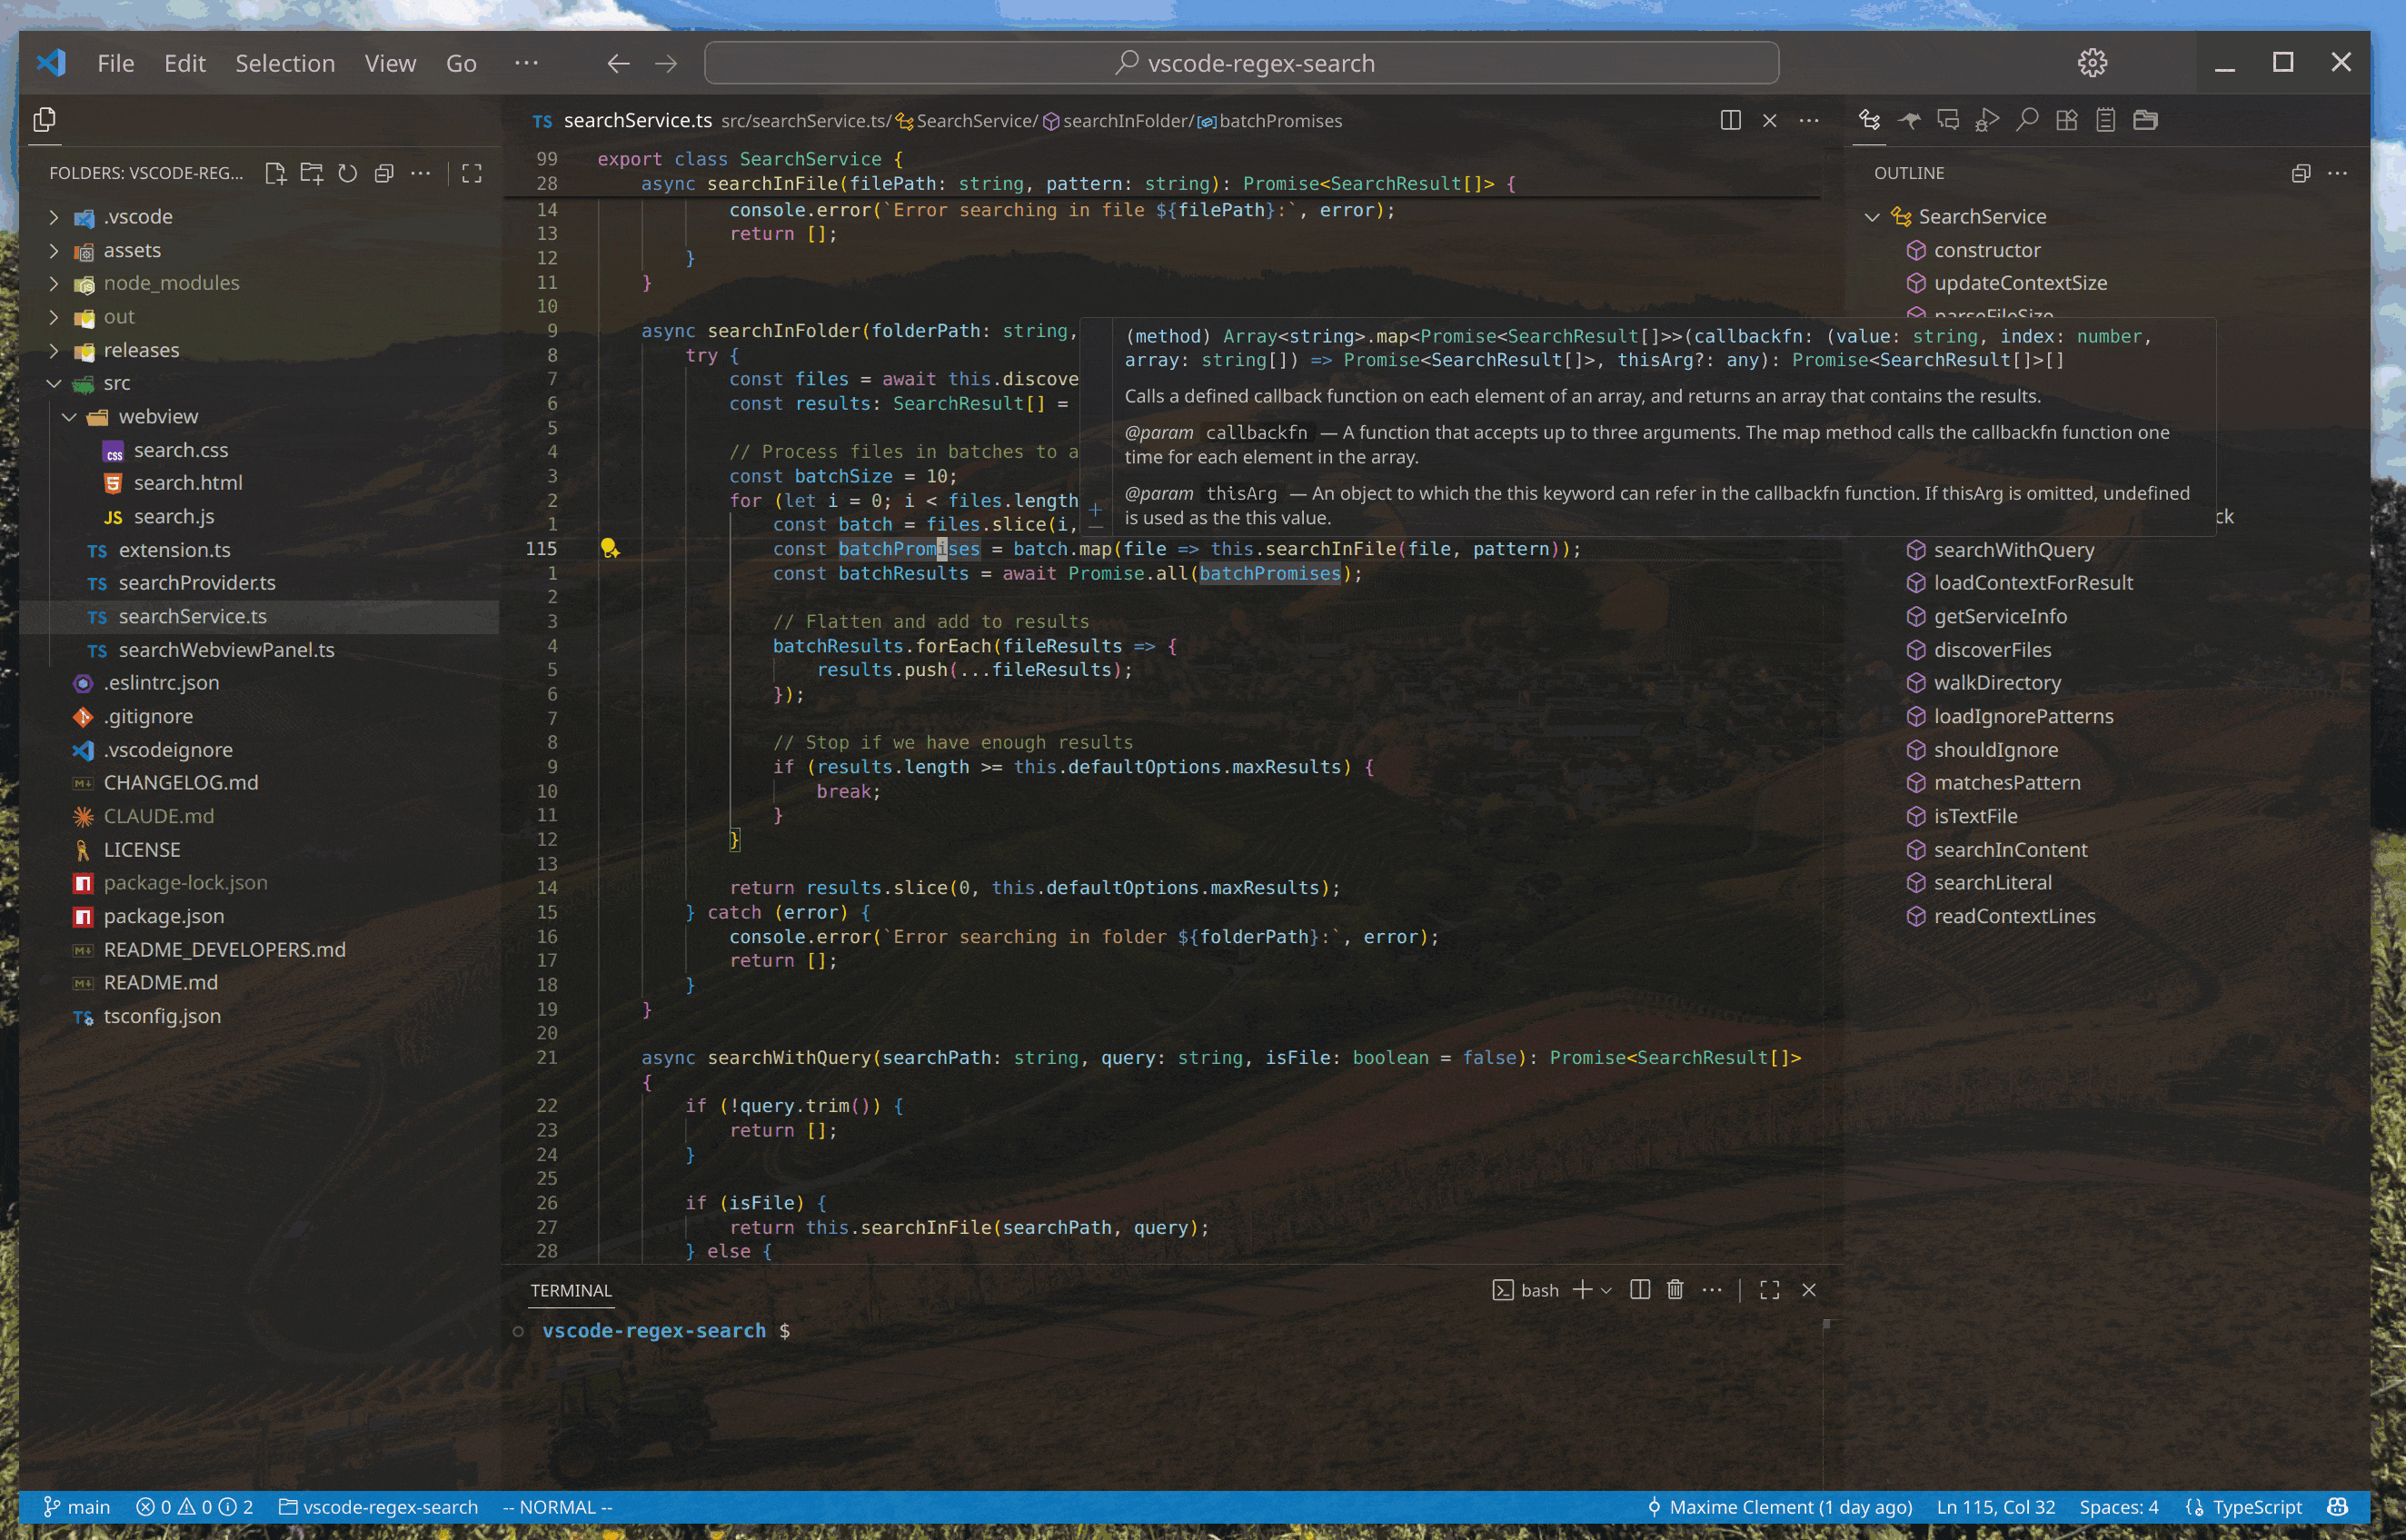 File Edit Selection View Go ···
vscode-regex-search
FOLDERS: VSCODE-REG...
.vscode
assets
node_modules
out
releases
src
webview
search.css
search.html
JS search.js
TS extension.ts
TS searchProvider.ts
TS searchService.ts
TS searchWebviewPanel.ts
.eslintrc.json
.gitignore
.vscodeignore
CHANGELOG.md
CLAUDE.md
LICENSE
package-lock.json
package.json
README_DEVELOPERS.md
README.md
TS tsconfig.json
TS searchService.ts src/searchService.ts/ SearchService/ searchInFolder/ batchPromises
99 export class SearchService {
28 async searchInFile(filePath: string, pattern: string): Promise<SearchResult[]> {
14 console.error(`Error searching in file ${filePath}:`, error);
13 return [];
12 }
11 }
10
9 async searchInFolder(folderPath: string,
8 try {
7 const files = await this.discove
6 const results: SearchResult[] =
5
4 // Process files in batches to a
3 const batchSize = 10;
2 for (let i = 0; i < files.length
1 const batch = files.slice(i,
115 const batchPromises = batch.map(file => this.searchInFile(file, pattern));
1 const batchResults = await Promise.all(batchPromises);
2
3 // Flatten and add to results
4 batchResults.forEach(fileResults => {
5 results.push(...fileResults);
6 });
7
8 // Stop if we have enough results
9 if (results.length >= this.defaultOptions.maxResults) {
10 break;
11 }
12 }
13
14 return results.slice(0, this.defaultOptions.maxResults);
15 } catch (error) {
16 console.error(`Error searching in folder ${folderPath}:`, error);
17 return [];
18 }
19 }
20
21 async searchWithQuery(searchPath: string, query: string, isFile: boolean = false): Promise<SearchResult[]>
{
22 if (!query.trim()) {
23 return [];
24 }
25
26 if (isFile) {
27 return this.searchInFile(searchPath, query);
28 } else {
(method) Array<string>.map<Promise<SearchResult[]>>(callbackfn: (value: string, index: number,
array: string[]) => Promise<SearchResult[]>, thisArg?: any): Promise<SearchResult[]>[]
Calls a defined callback function on each element of an array, and returns an array that contains the results.
@param callbackfn — A function that accepts up to three arguments. The map method calls the callbackfn function one
time for each element in the array.
@param thisArg — An object to which the this keyword can refer in the callbackfn function. If thisArg is omitted, undefined
is used as the this value.
OUTLINE
SearchService
constructor
updateContextSize
parseFileSize
ck
searchWithQuery
loadContextForResult
getServiceInfo
discoverFiles
walkDirectory
loadIgnorePatterns
shouldIgnore
matchesPattern
isTextFile
searchInContent
searchLiteral
readContextLines
TERMINAL
bash
vscode-regex-search $
main 0 0 2 vscode-regex-search -- NORMAL --
Maxime Clement (1 day ago) Ln 115, Col 32 Spaces: 4 TypeScript